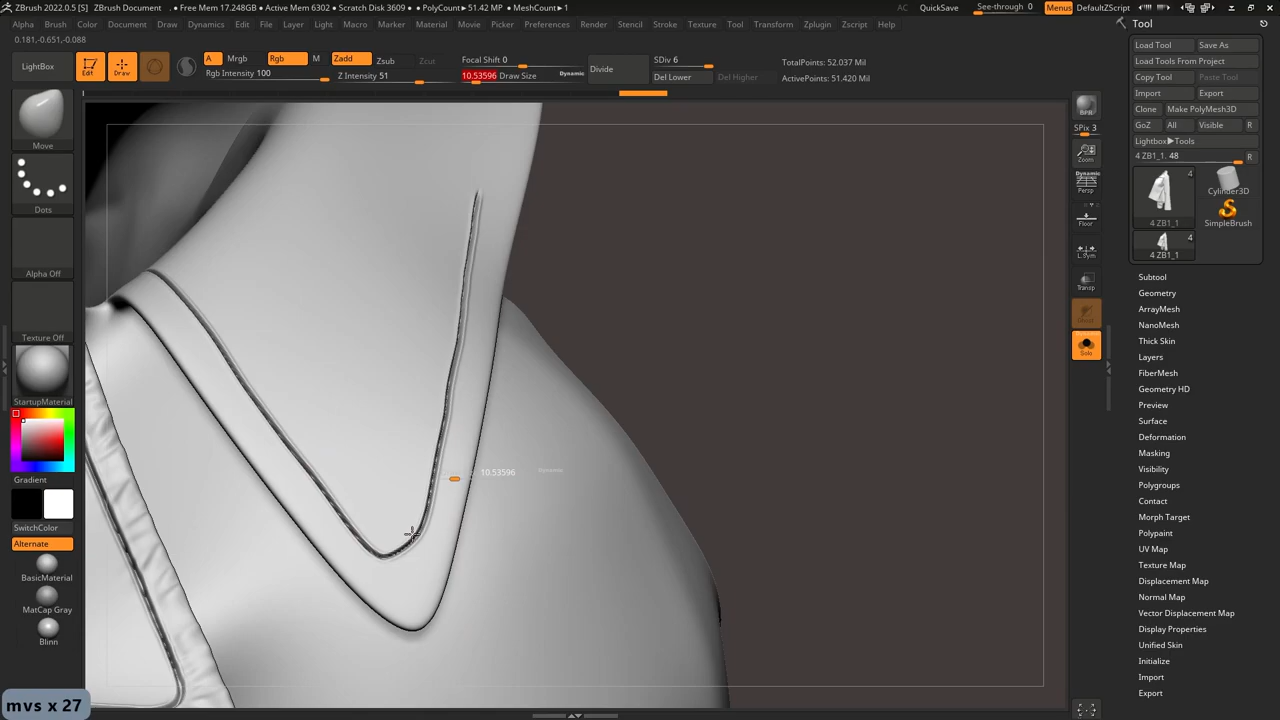 ZBrush 2022.0.5 [S] ZBrush Document . • Free Mem 17.248GB • Active Mem 6302 • Scratch Disk 3609 • • PolyCount▸51.42 MP • MeshCount▸1 AC QuickSave See-through 0 Menus DefaultZScript
Alpha Brush Color Document Draw Dynamics Edit File Layer Light Macro Marker Material Movie Picker Preferences Render Stencil Stroke Texture Tool Transform Zplugin Zscript Help
0.181,-0.651,-0.088
LightBox
Edit
Draw
A Mrgb
Rgb M
Rgb Intensity 100
Zadd Zsub Zcut
Z Intensity 51
Focal Shift 0
10.53596 Draw Size Dynamic
Divide
SDiv 6
Del Lower Del Higher
TotalPoints: 52.037 Mil
ActivePoints: 51.420 Mil
Move
Dots
Alpha Off
Texture Off
StartupMaterial
Gradient
SwitchColor
Alternate
BasicMaterial
MatCap Gray
Blinn
mvs x 27
10.53596 Dynamic
BPR
SPix 3
Zoom
Dynamic
Persp
Floor
L.Sym
Transp
Solo
Tool
Load Tool Save As
Load Tools From Project
Copy Tool Paste Tool
Import Export
Clone Make PolyMesh3D
GoZ All Visible R
Lightbox▶Tools
4 ZB1_1. 48 R
4
4 ZB1_1
Cylinder3D
SimpleBrush
4
4 ZB1_1
Subtool
Geometry
ArrayMesh
NanoMesh
Thick Skin
Layers
FiberMesh
Geometry HD
Preview
Surface
Deformation
Masking
Visibility
Polygroups
Contact
Morph Target
Polypaint
UV Map
Texture Map
Displacement Map
Normal Map
Vector Displacement Map
Display Properties
Unified Skin
Initialize
Import
Export